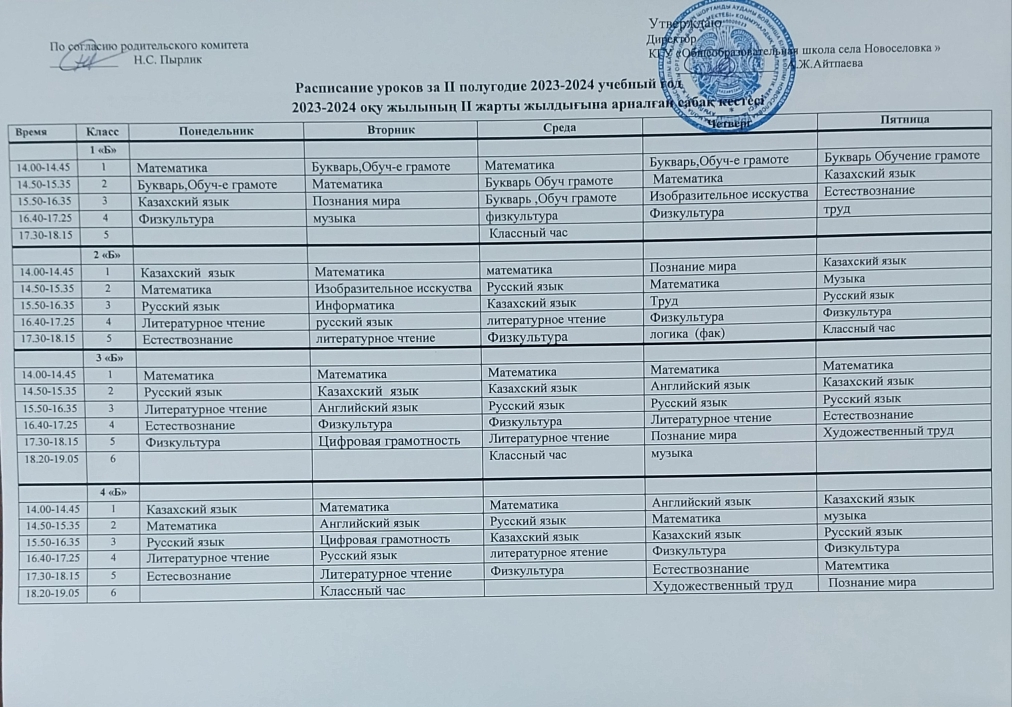 Утверждаю
Директор
По согласию родительского комитета
КГУ «Общеобразовательная школа села Новоселовка »
Н.С. Пырлик
А.Ж.Айтпаева
Расписание уроков за II полугодие 2023-2024 учебный год
2023-2024 оқу жылының II жарты жылдығына арналған сабақ кестесі
Время Класс Понедельник Вторник Среда Четверг Пятница
1 «Б»
14.00-14.45 1 Математика Букварь,Обуч-е грамоте Математика Букварь,Обуч-е грамоте Букварь Обучение грамоте
14.50-15.35 2 Букварь,Обуч-е грамоте Математика Букварь Обуч грамоте Математика Казахский язык
15.50-16.35 3 Казахский язык Познания мира Букварь ,Обуч грамоте Изобразительное исскуства Естествознание
16.40-17.25 4 Физкультура музыка физкультура Физкультура труд
17.30-18.15 5 Классный час
2 «Б»
14.00-14.45 1 Казахский язык Математика математика Познание мира Казахский язык
14.50-15.35 2 Математика Изобразительное исскуства Русский язык Математика Музыка
15.50-16.35 3 Русский язык Информатика Казахский язык Труд Русский язык
16.40-17.25 4 Литературное чтение русский язык литературное чтение Физкультура Физкультура
17.30-18.15 5 Естествознание литературное чтение Физкультура логика (фак) Классный час
3 «Б»
14.00-14.45 1 Математика Математика Математика Математика Математика
14.50-15.35 2 Русский язык Казахский язык Казахский язык Английский язык Казахский язык
15.50-16.35 3 Литературное чтение Английский язык Русский язык Русский язык Русский язык
16.40-17.25 4 Естествознание Физкультура Физкультура Литературное чтение Естествознание
17.30-18.15 5 Физкультура Цифровая грамотность Литературное чтение Познание мира Художественный труд
18.20-19.05 6 Классный час музыка
4 «Б»
14.00-14.45 1 Казахский язык Математика Математика Английский язык Казахский язык
14.50-15.35 2 Математика Английский язык Русский язык Математика музыка
15.50-16.35 3 Русский язык Цифровая грамотность Казахский язык Казахский язык Русский язык
16.40-17.25 4 Литературное чтение Русский язык литературное ятение Физкультура Физкультура
17.30-18.15 5 Естесвознание Литературное чтение Физкультура Естествознание Матемтика
18.20-19.05 6 Классный час Художественный труд Познание мира